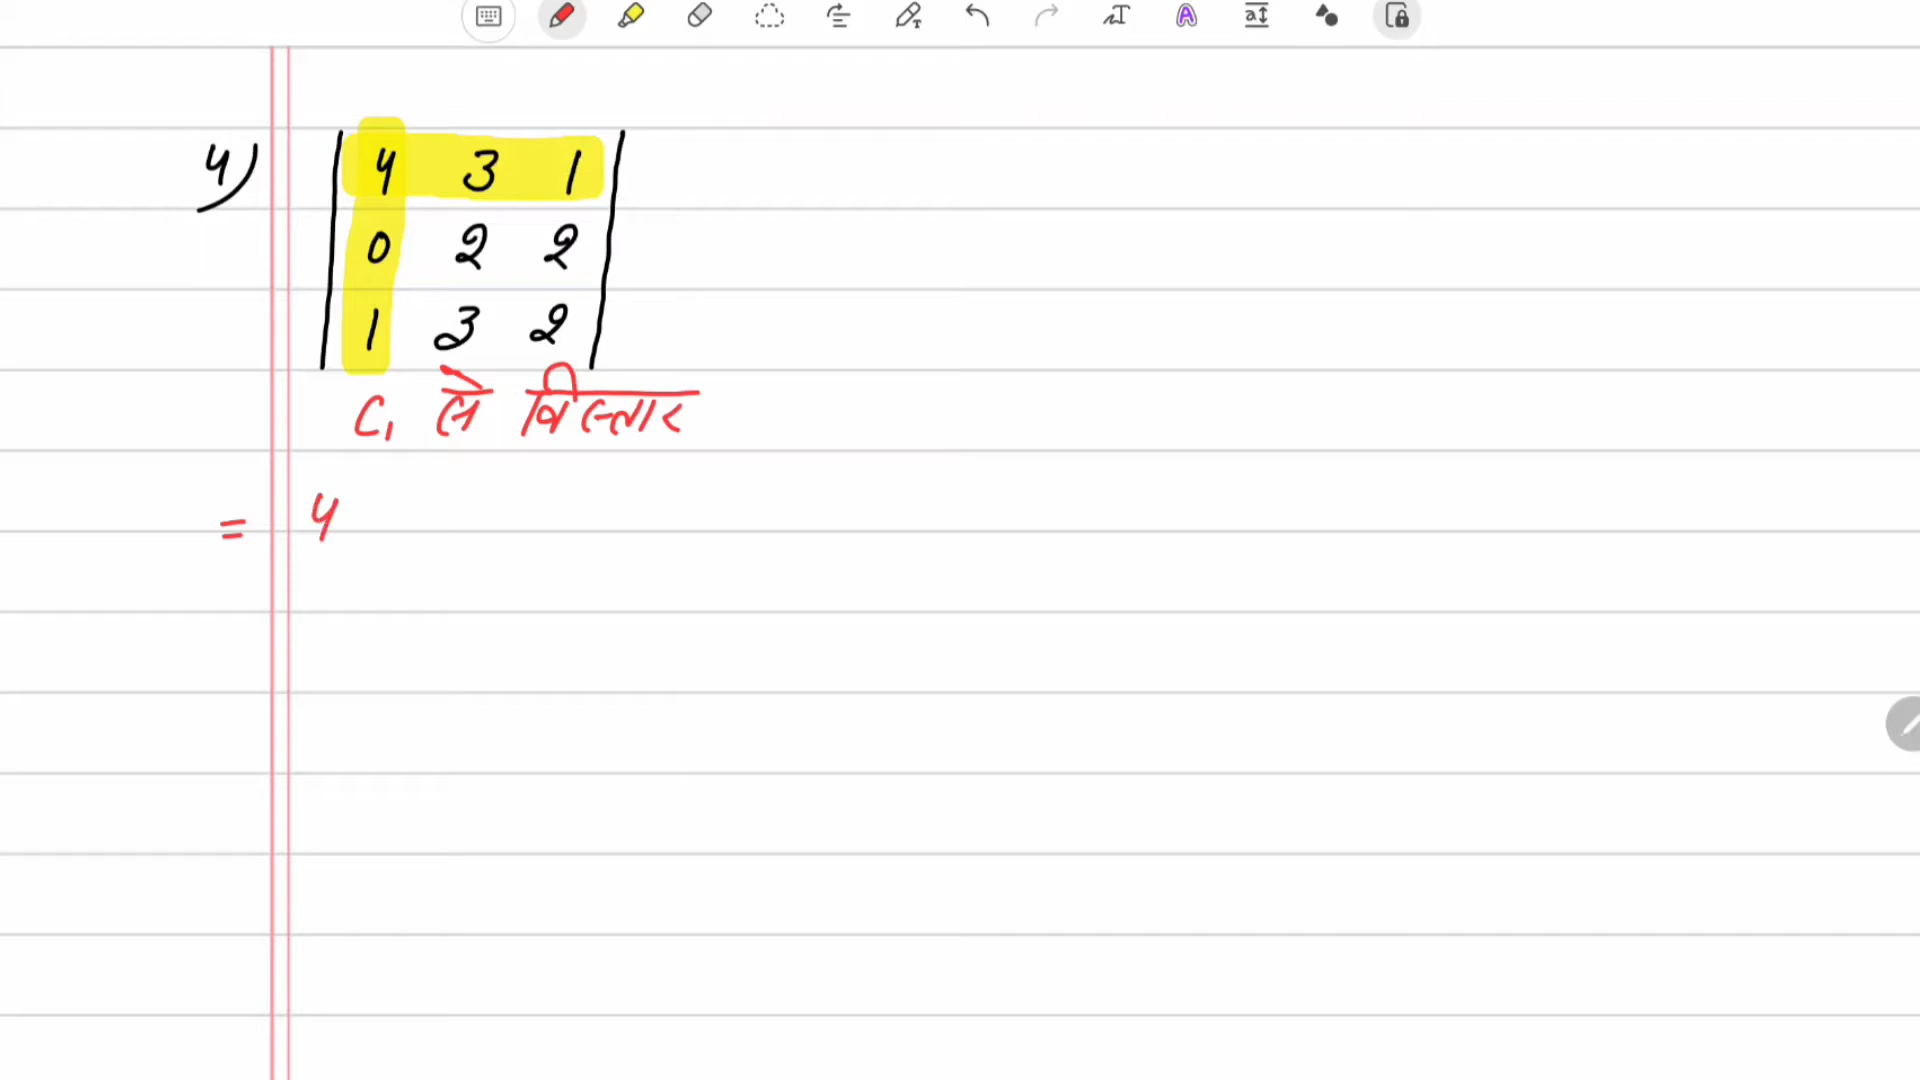 4) | 4 3 1 |
| 0 2 2 |
| 1 3 2 |
C₁ से विस्तार
= 4